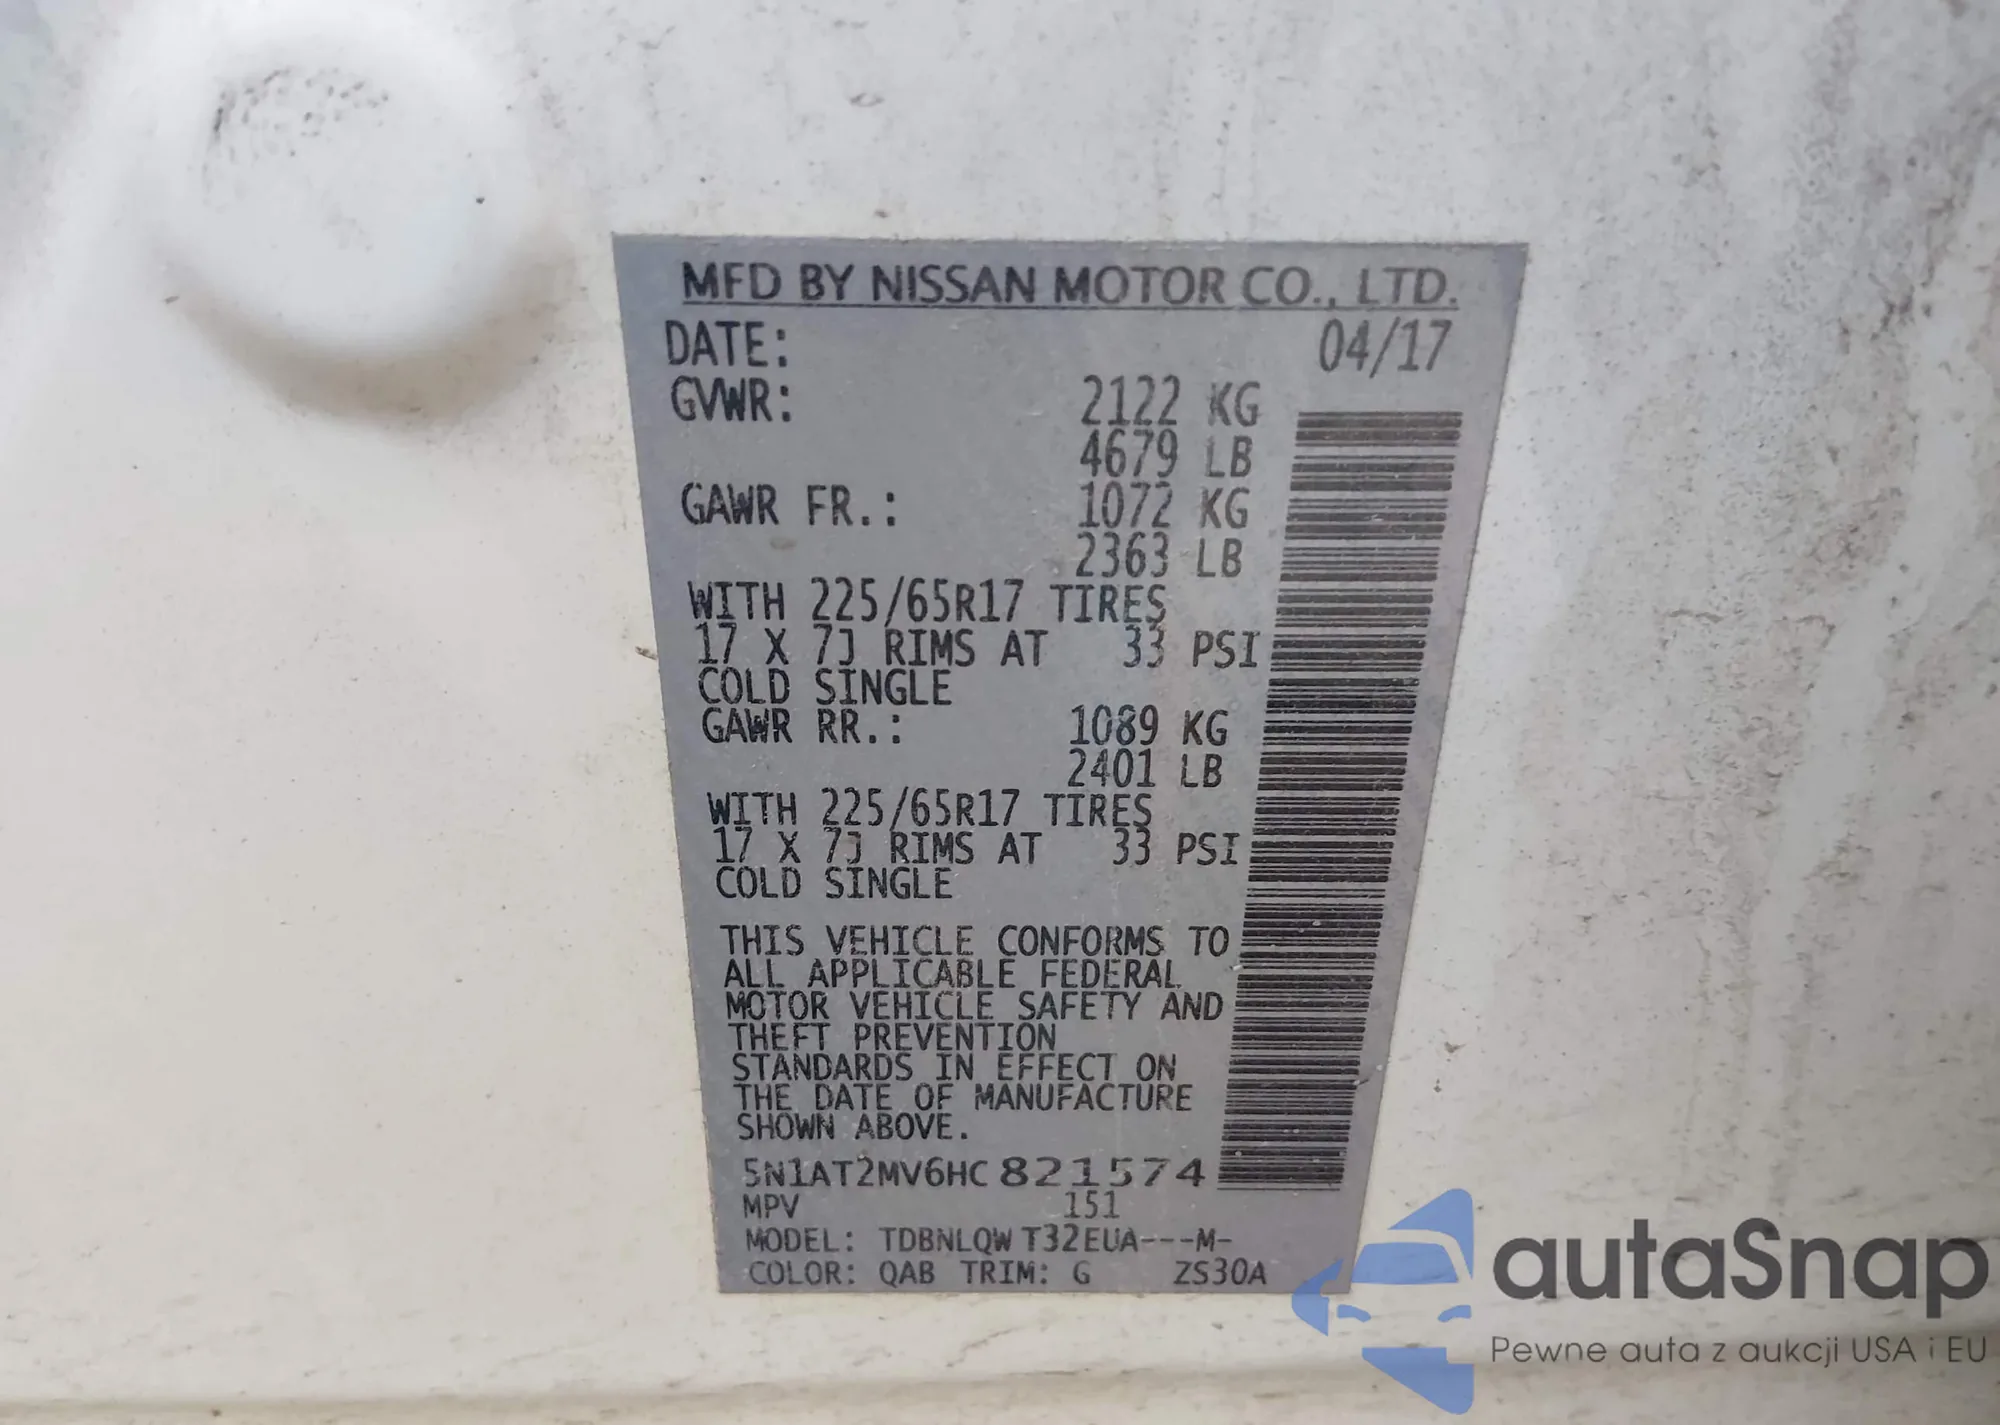 MFD BY NISSAN MOTOR CO., LTD.
DATE: 04/17
GVWR: 2122 KG
4679 LB
GAWR FR.: 1072 KG
2363 LB
WITH 225/65R17 TIRES
17 X 7J RIMS AT 33 PSI
COLD SINGLE
GAWR RR.: 1089 KG
2401 LB
WITH 225/65R17 TIRES
17 X 7J RIMS AT 33 PSI
COLD SINGLE
THIS VEHICLE CONFORMS TO
ALL APPLICABLE FEDERAL
MOTOR VEHICLE SAFETY AND
THEFT PREVENTION
STANDARDS IN EFFECT ON
THE DATE OF MANUFACTURE
SHOWN ABOVE.
5N1AT2MV6HC821574
MPV 151
MODEL: TDBNLQW T32EUA---M-
COLOR: QAB TRIM: G ZS30A
autaSnap
Pewne auta z aukcji USA i EU